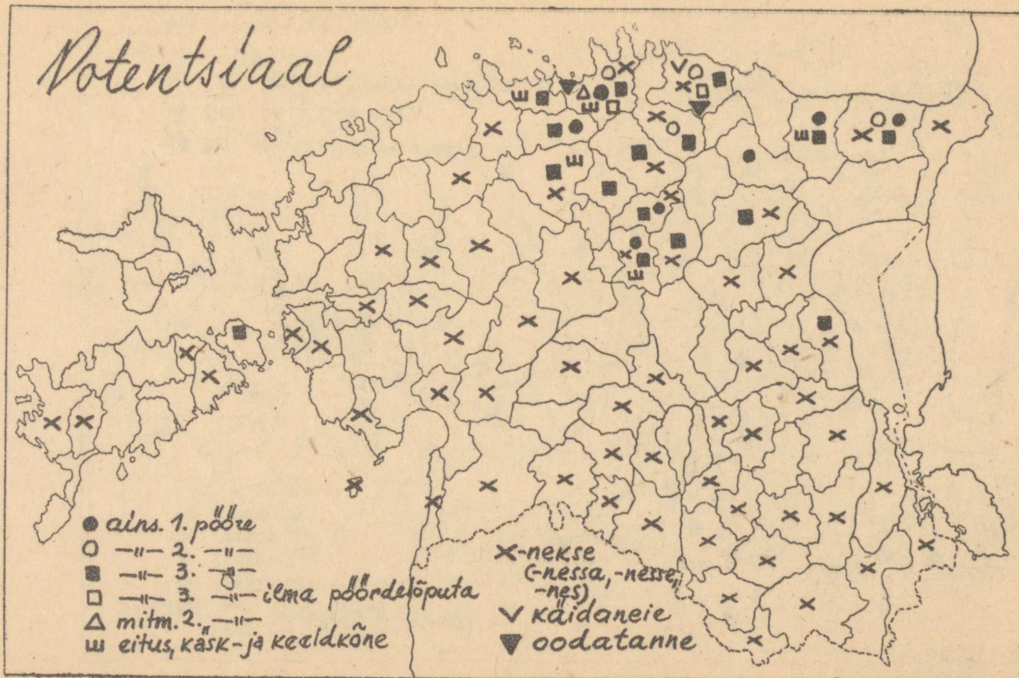 Potentsiaal
● ains. 1. pööre
○ —〃— 2. —〃—
■ —〃— 3. —〃—
□ —〃— 3. —〃— ilma pöördelõputa
△ mitm. 2. —〃—
ш eitus, käsk- ja keeldkõne
✕ -nekse
(-nessa, -nesse,
-nes)
✓ käidaneie
▼ oodatanne